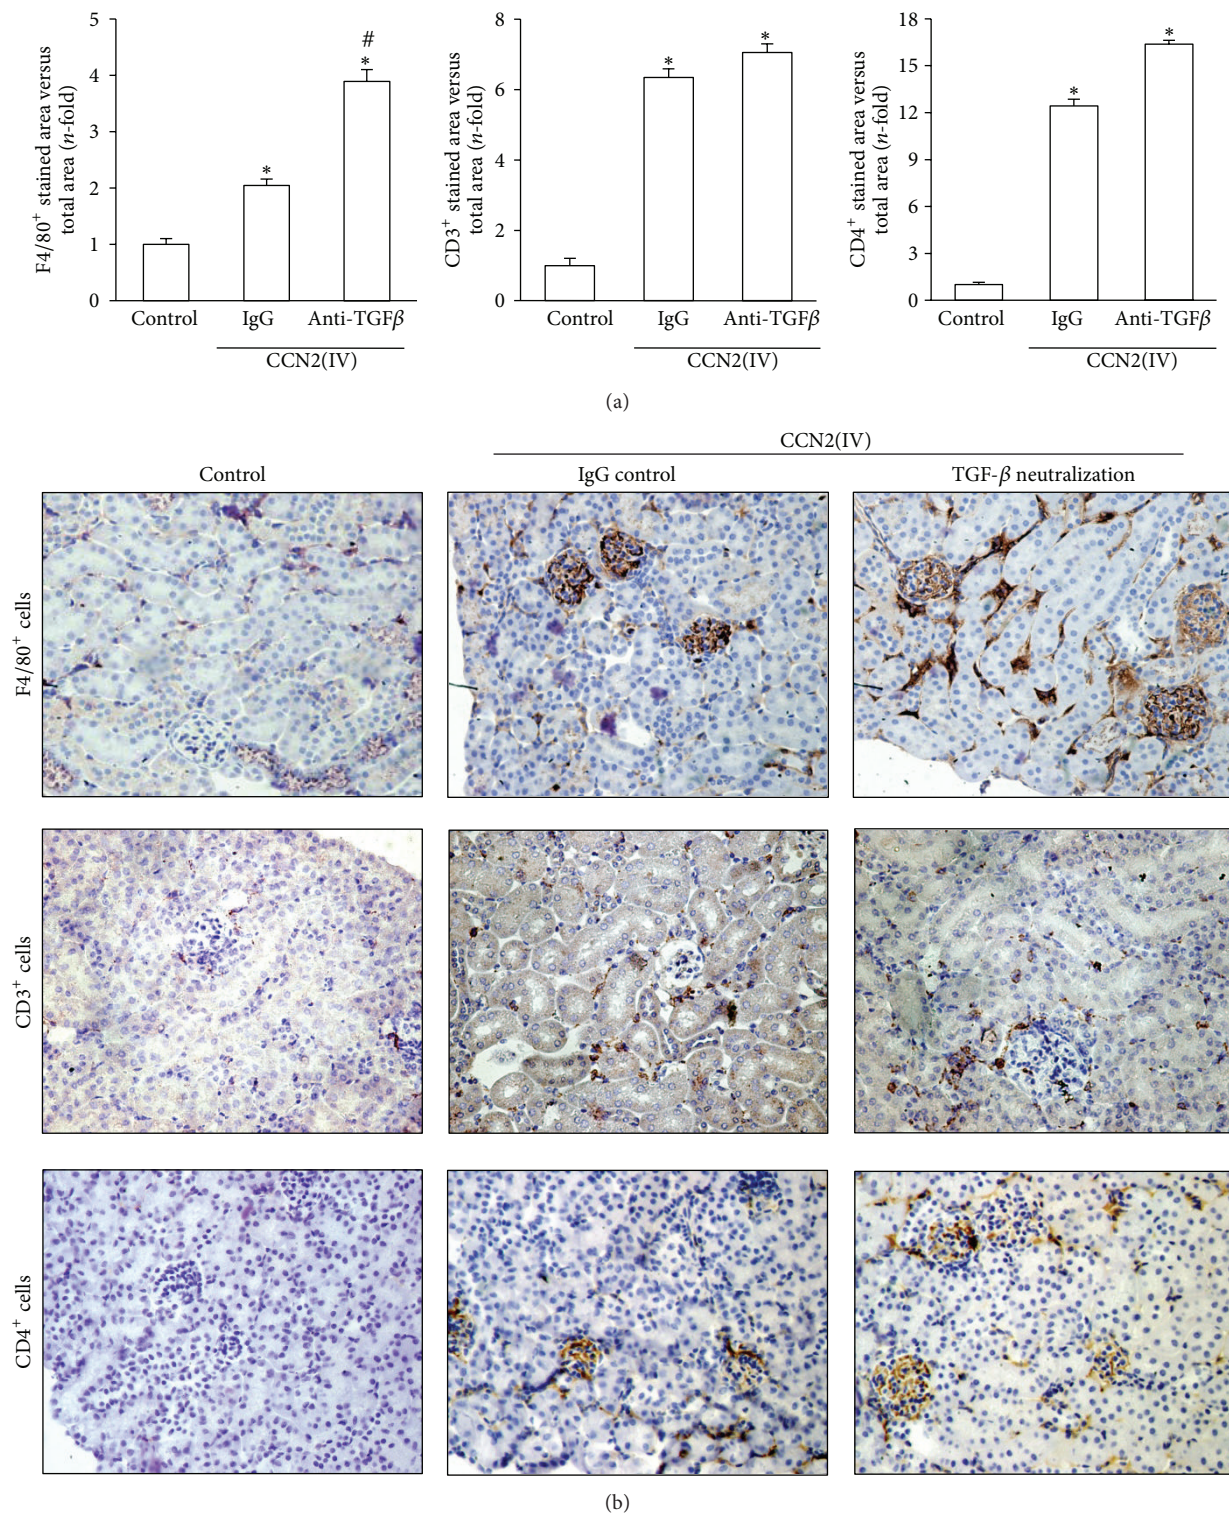 F4/80⁺ stained area versus
total area (n-fold)
5
4
3
2
1
0
*
#
*
Control
IgG
Anti-TGFβ
CCN2(IV)
CD3⁺ stained area versus
total area (n-fold)
8
6
4
2
0
*
*
Control
IgG
Anti-TGFβ
CCN2(IV)
CD4⁺ stained area versus
total area (n-fold)
18
15
12
9
6
3
0
*
*
Control
IgG
Anti-TGFβ
CCN2(IV)
(a)
CCN2(IV)
Control
IgG control
TGF-β neutralization
F4/80⁺ cells
CD3⁺ cells
CD4⁺ cells
(b)